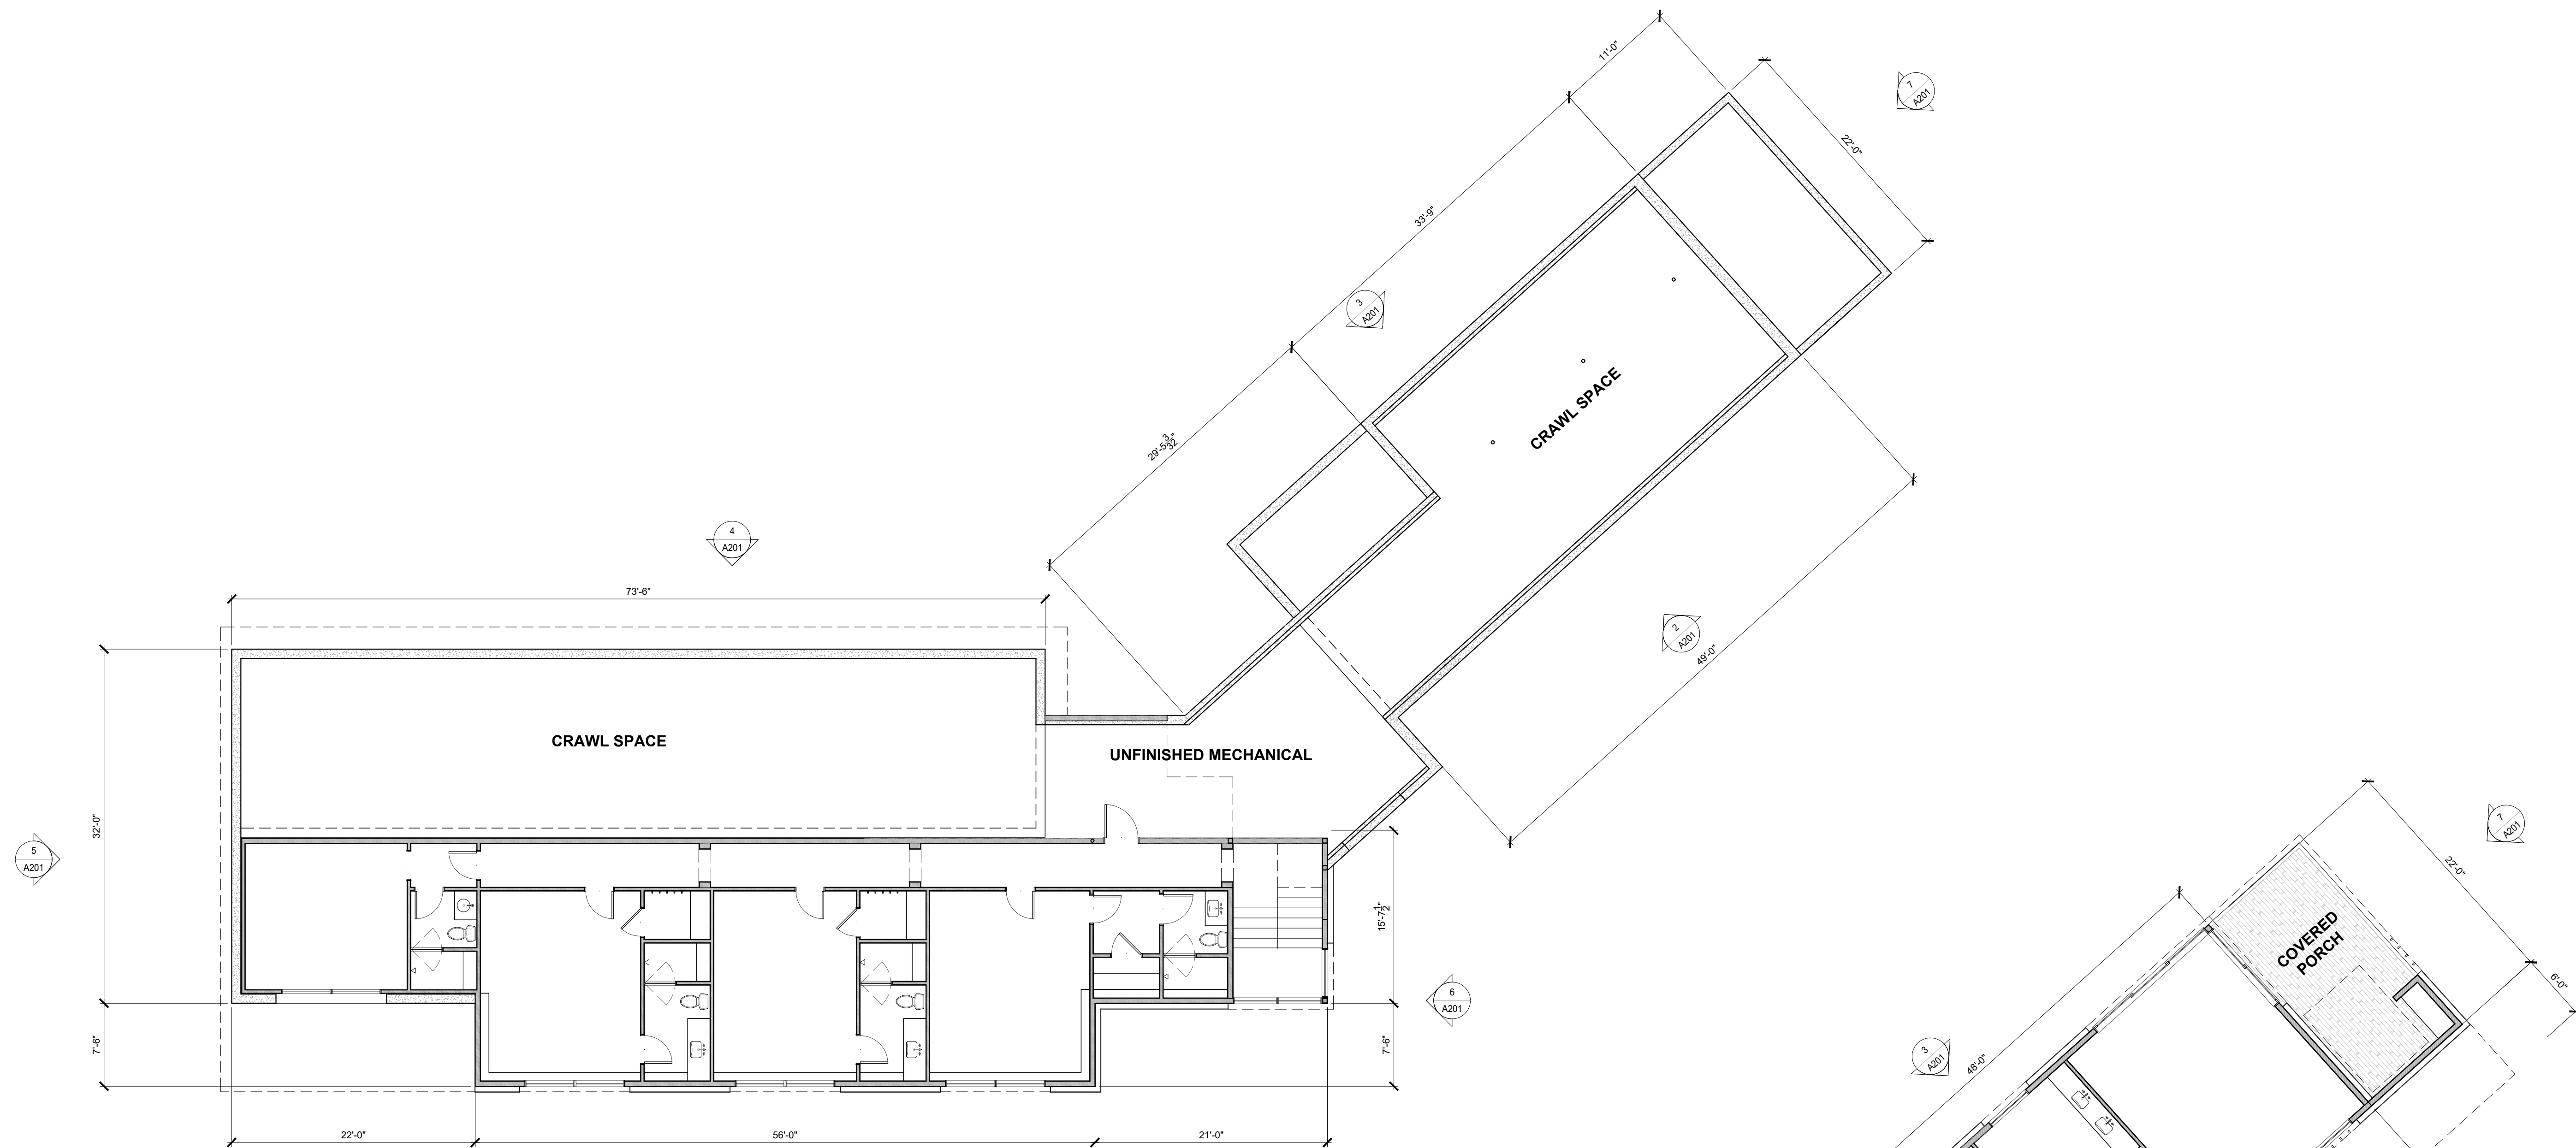 11'-0"
7
A201
22'-0"
33'-9"
3
A201
CRAWL SPACE
29'-5 3/32"
4
A201
73'-6"
2
A201
49'-0"
CRAWL SPACE
UNFINISHED MECHANICAL
32'-0"
5
A201
15'-7 1/2"
6
A201
7'-6"
7'-6"
22'-0"
56'-0"
21'-0"
7
A201
22'-0"
COVERED
PORCH
6'-0"
3
A201
48'-0"